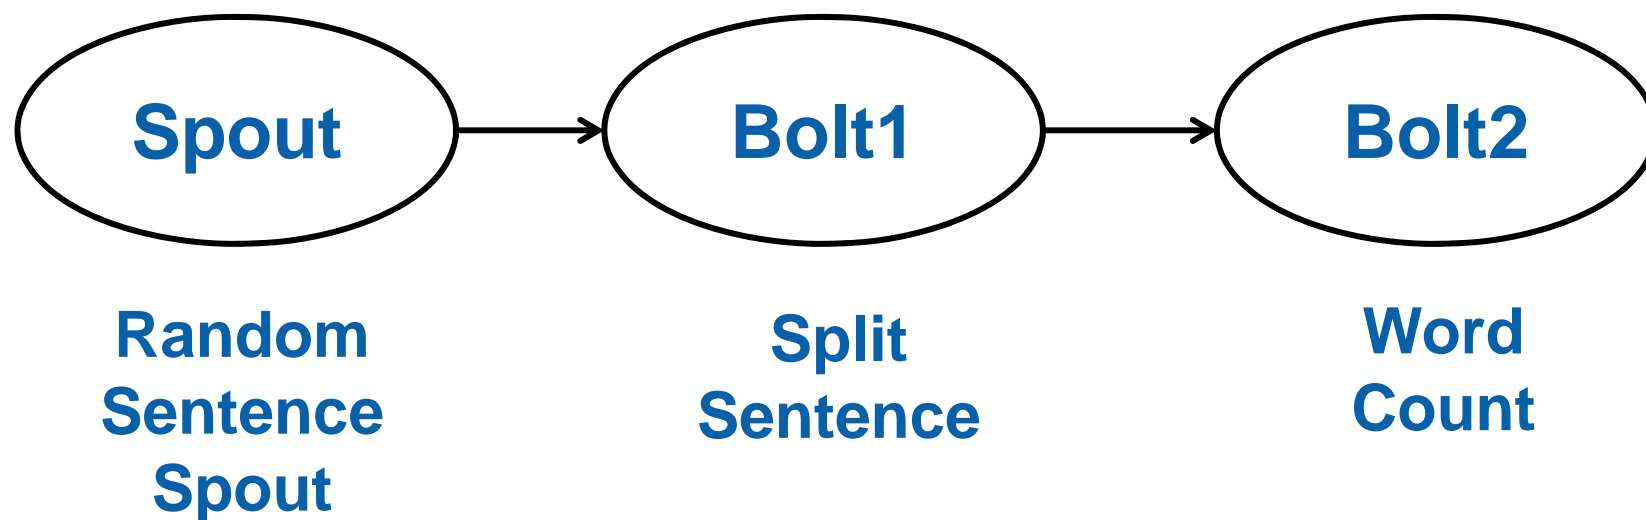 Spout
Bolt1
Bolt2
Random
Sentence
Spout
Split
Sentence
Word
Count